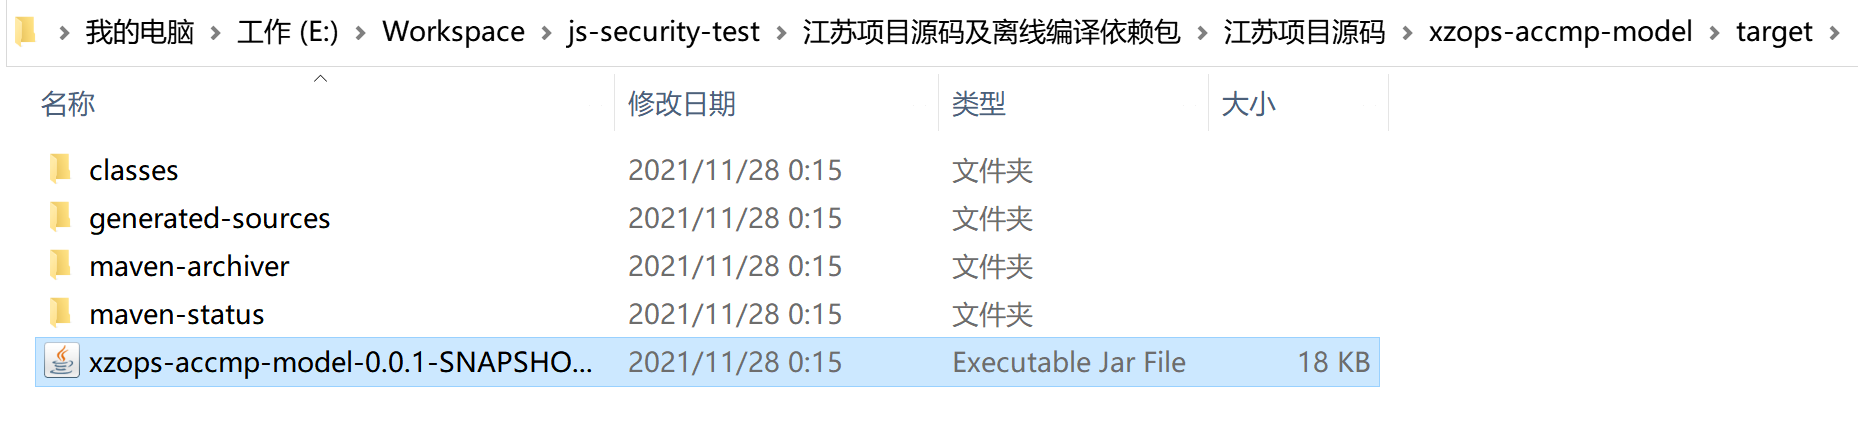 我的电脑 > 工作 (E:) > Workspace > js-security-test > 江苏项目源码及离线编译依赖包 > 江苏项目源码 > xzops-accmp-model > target >
名称 修改日期 类型 大小
classes 2021/11/28 0:15 文件夹
generated-sources 2021/11/28 0:15 文件夹
maven-archiver 2021/11/28 0:15 文件夹
maven-status 2021/11/28 0:15 文件夹
xzops-accmp-model-0.0.1-SNAPSHO... 2021/11/28 0:15 Executable Jar File 18 KB